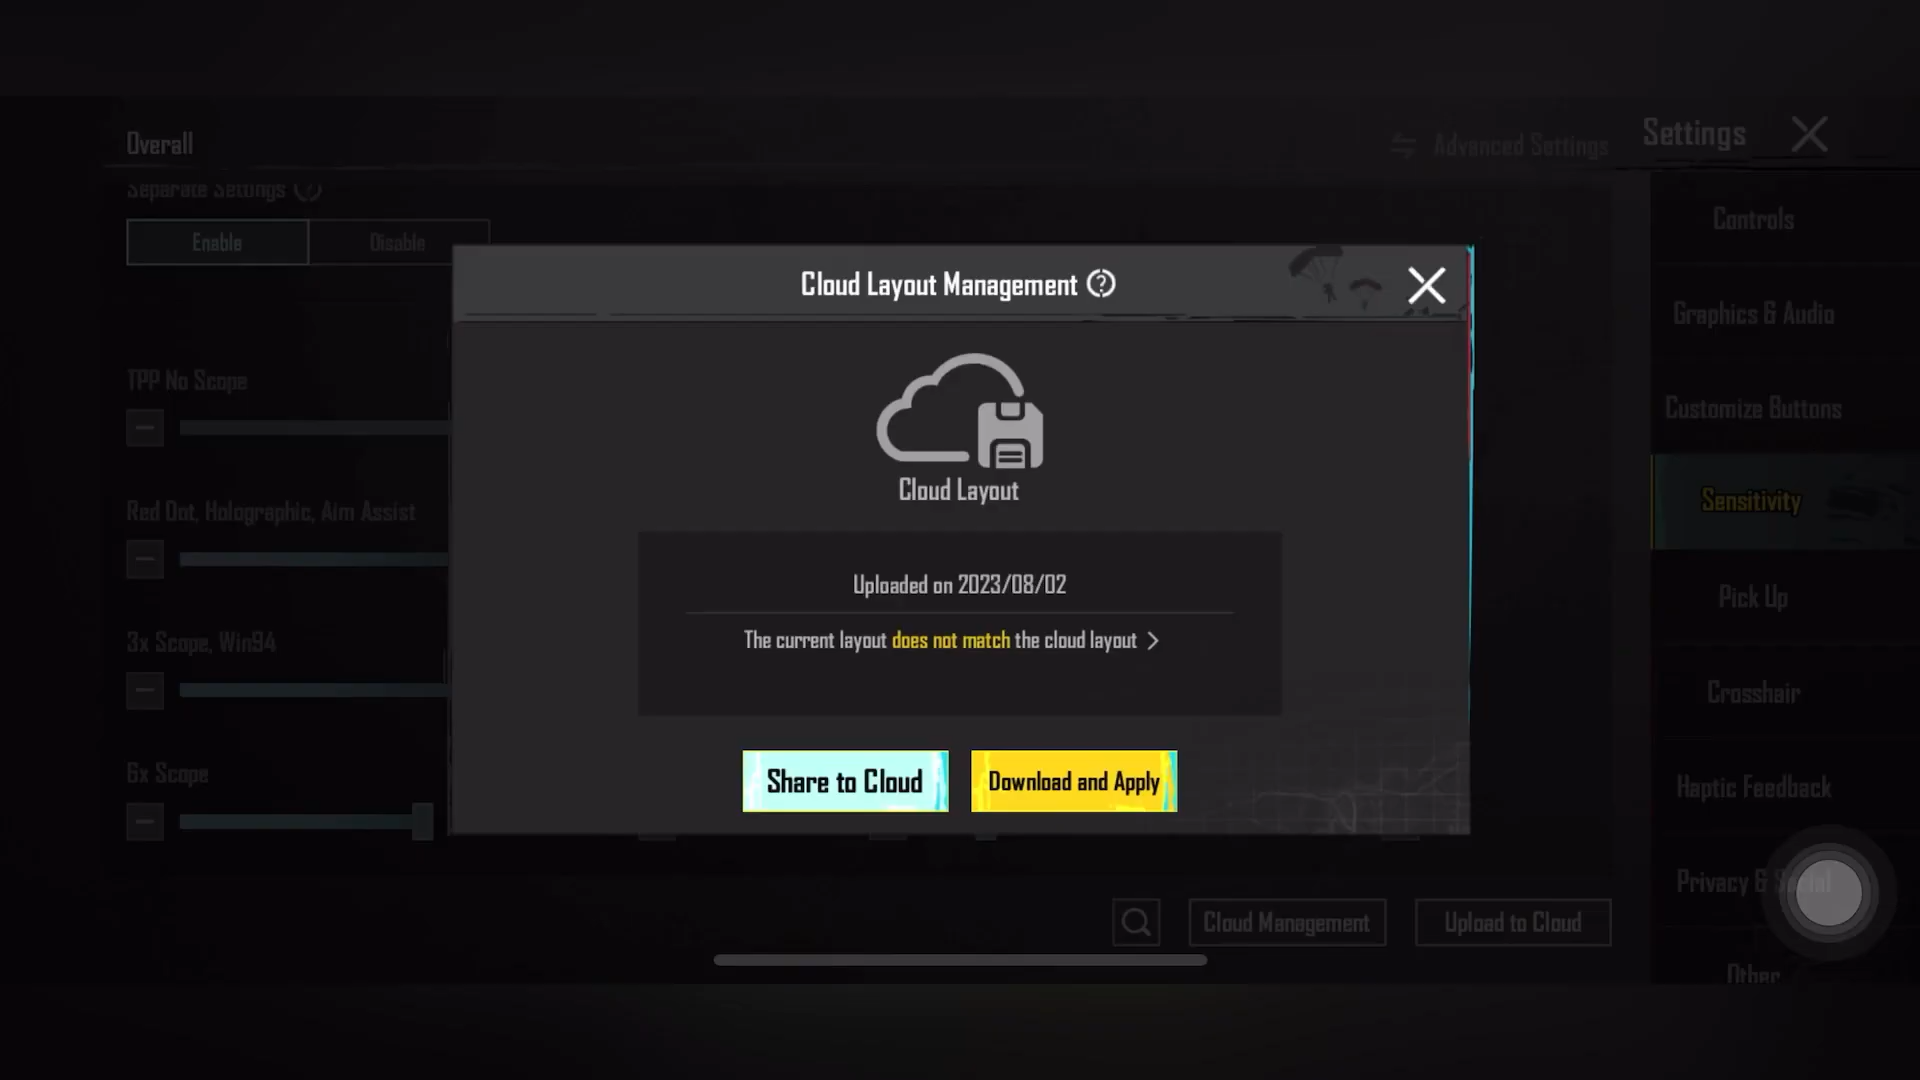 Overall
Advanced Settings
Settings
Separate Settings
Enable
Disable
Cloud Layout Management
TPP No Scope
Red Dot, Holographic, Aim Assist
3x Scope, Win94
6x Scope
Cloud Layout
Uploaded on 2023/08/02
The current layout does not match the cloud layout
Share to Cloud
Download and Apply
Cloud Management
Upload to Cloud
Controls
Graphics & Audio
Customize Buttons
Sensitivity
Pick Up
Crosshair
Haptic Feedback
Privacy & Social
Other